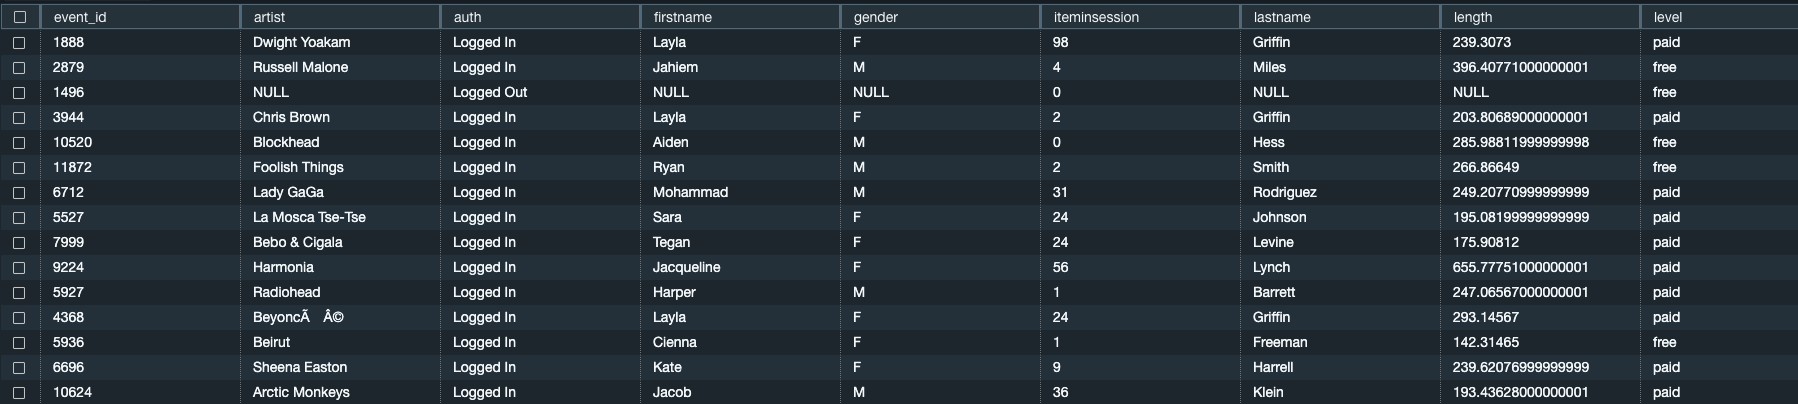 event_id artist auth firstname gender iteminsession lastname length level
1888 Dwight Yoakam Logged In Layla F 98 Griffin 239.3073 paid
2879 Russell Malone Logged In Jahiem M 4 Miles 396.40771000000001 free
1496 NULL Logged Out NULL NULL 0 NULL NULL free
3944 Chris Brown Logged In Layla F 2 Griffin 203.80689000000001 paid
10520 Blockhead Logged In Aiden M 0 Hess 285.98811999999998 free
11872 Foolish Things Logged In Ryan M 2 Smith 266.86649 free
6712 Lady GaGa Logged In Mohammad M 31 Rodriguez 249.20770999999999 paid
5527 La Mosca Tse-Tse Logged In Sara F 24 Johnson 195.08199999999999 paid
7999 Bebo & Cigala Logged In Tegan F 24 Levine 175.90812 paid
9224 Harmonia Logged In Jacqueline F 56 Lynch 655.77751000000001 paid
5927 Radiohead Logged In Harper M 1 Barrett 247.06567000000001 paid
4368 BeyoncÃ Â© Logged In Layla F 24 Griffin 293.14567 paid
5936 Beirut Logged In Cienna F 1 Freeman 142.31465 free
6696 Sheena Easton Logged In Kate F 9 Harrell 239.62076999999999 paid
10624 Arctic Monkeys Logged In Jacob M 36 Klein 193.43628000000001 paid